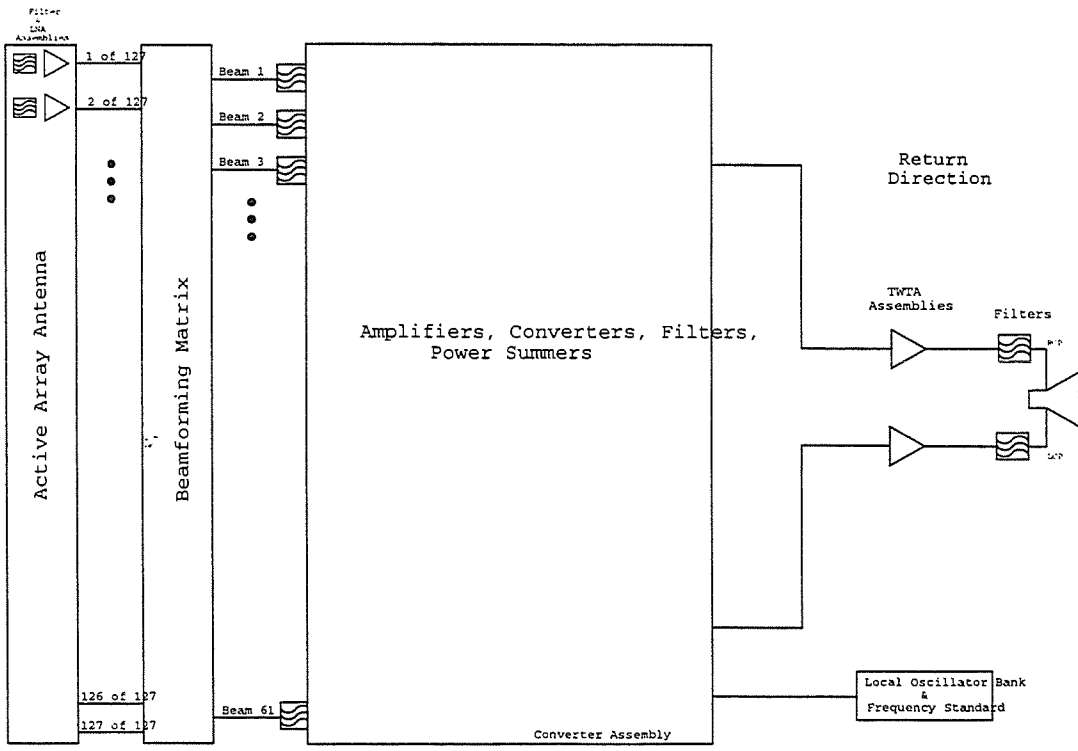 Filter
&
LNA
Assemblies
1 of 127
2 of 127
126 of 127
127 of 127
Active Array Antenna
Beamforming Matrix
Beam 1
Beam 2
Beam 3
Beam 61
Amplifiers, Converters, Filters,
Power Summers
Converter Assembly
Return
Direction
TWTA
Assemblies
Filters
Local Oscillator Bank
&
Frequency Standard